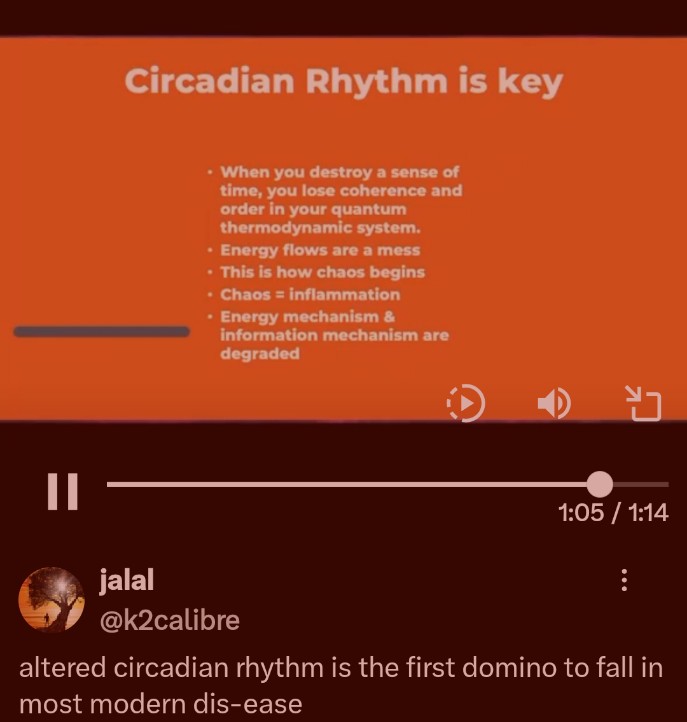 Circadian Rhythm is key
• When you destroy a sense of
time, you lose coherence and
order in your quantum
thermodynamic system.
• Energy flows are a mess
• This is how chaos begins
• Chaos = inflammation
• Energy mechanism &
information mechanism are
degraded
1:05 / 1:14
jalal
@k2calibre
altered circadian rhythm is the first domino to fall in
most modern dis-ease